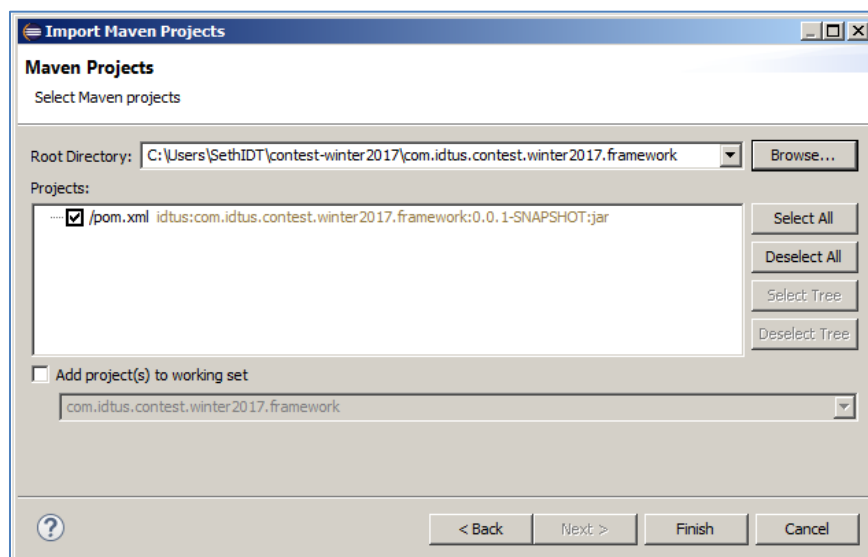 Import Maven Projects
Maven Projects
Select Maven projects
Root Directory: C:\Users\SethIDT\contest-winter2017\com.idtus.contest.winter2017.framework Browse...
Projects:
/pom.xml idtus:com.idtus.contest.winter2017.framework:0.0.1-SNAPSHOT:jar
Select All
Deselect All
Select Tree
Deselect Tree
Add project(s) to working set
com.idtus.contest.winter2017.framework
? < Back Next > Finish Cancel